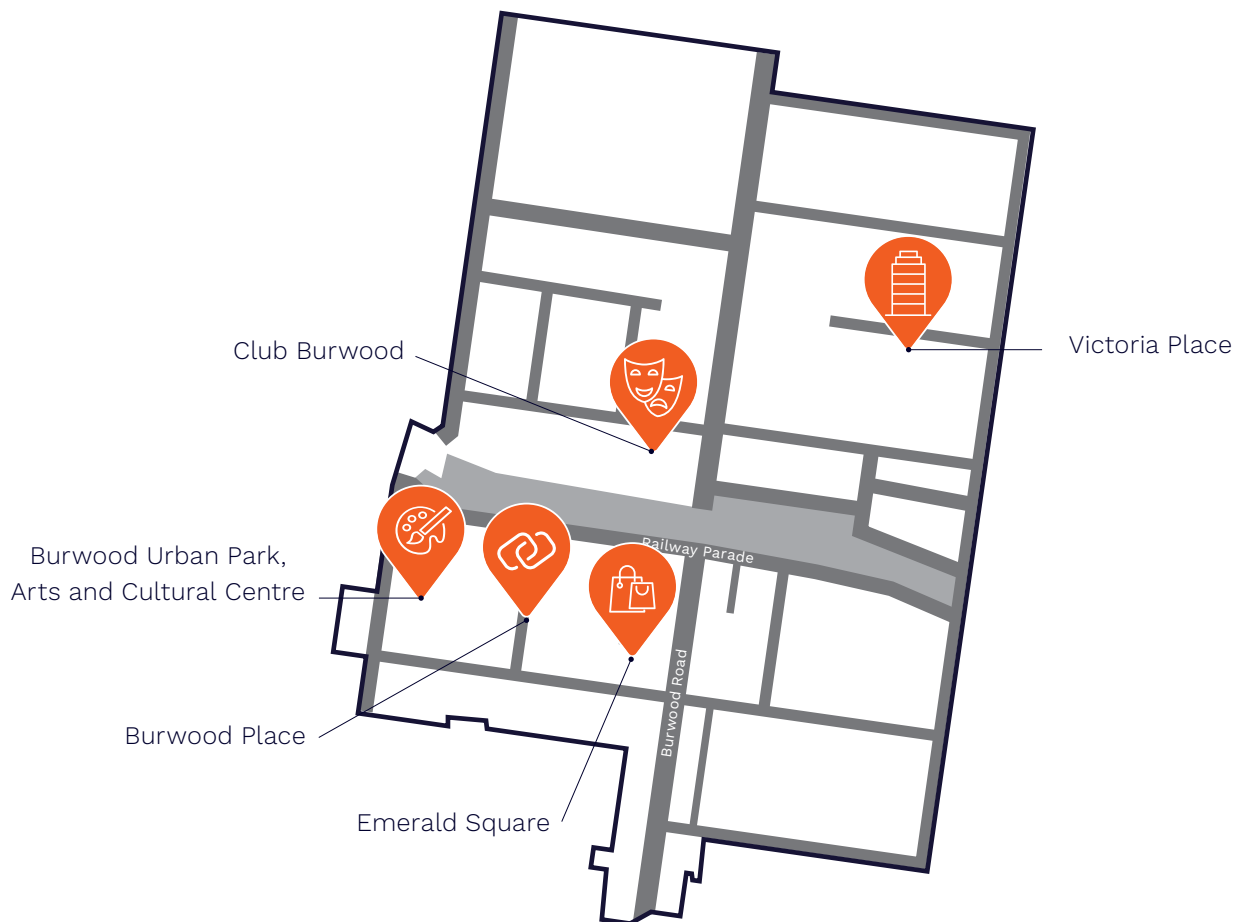 Club Burwood
Victoria Place
Railway Parade
Burwood Urban Park,
Arts and Cultural Centre
Burwood Road
Burwood Place
Emerald Square